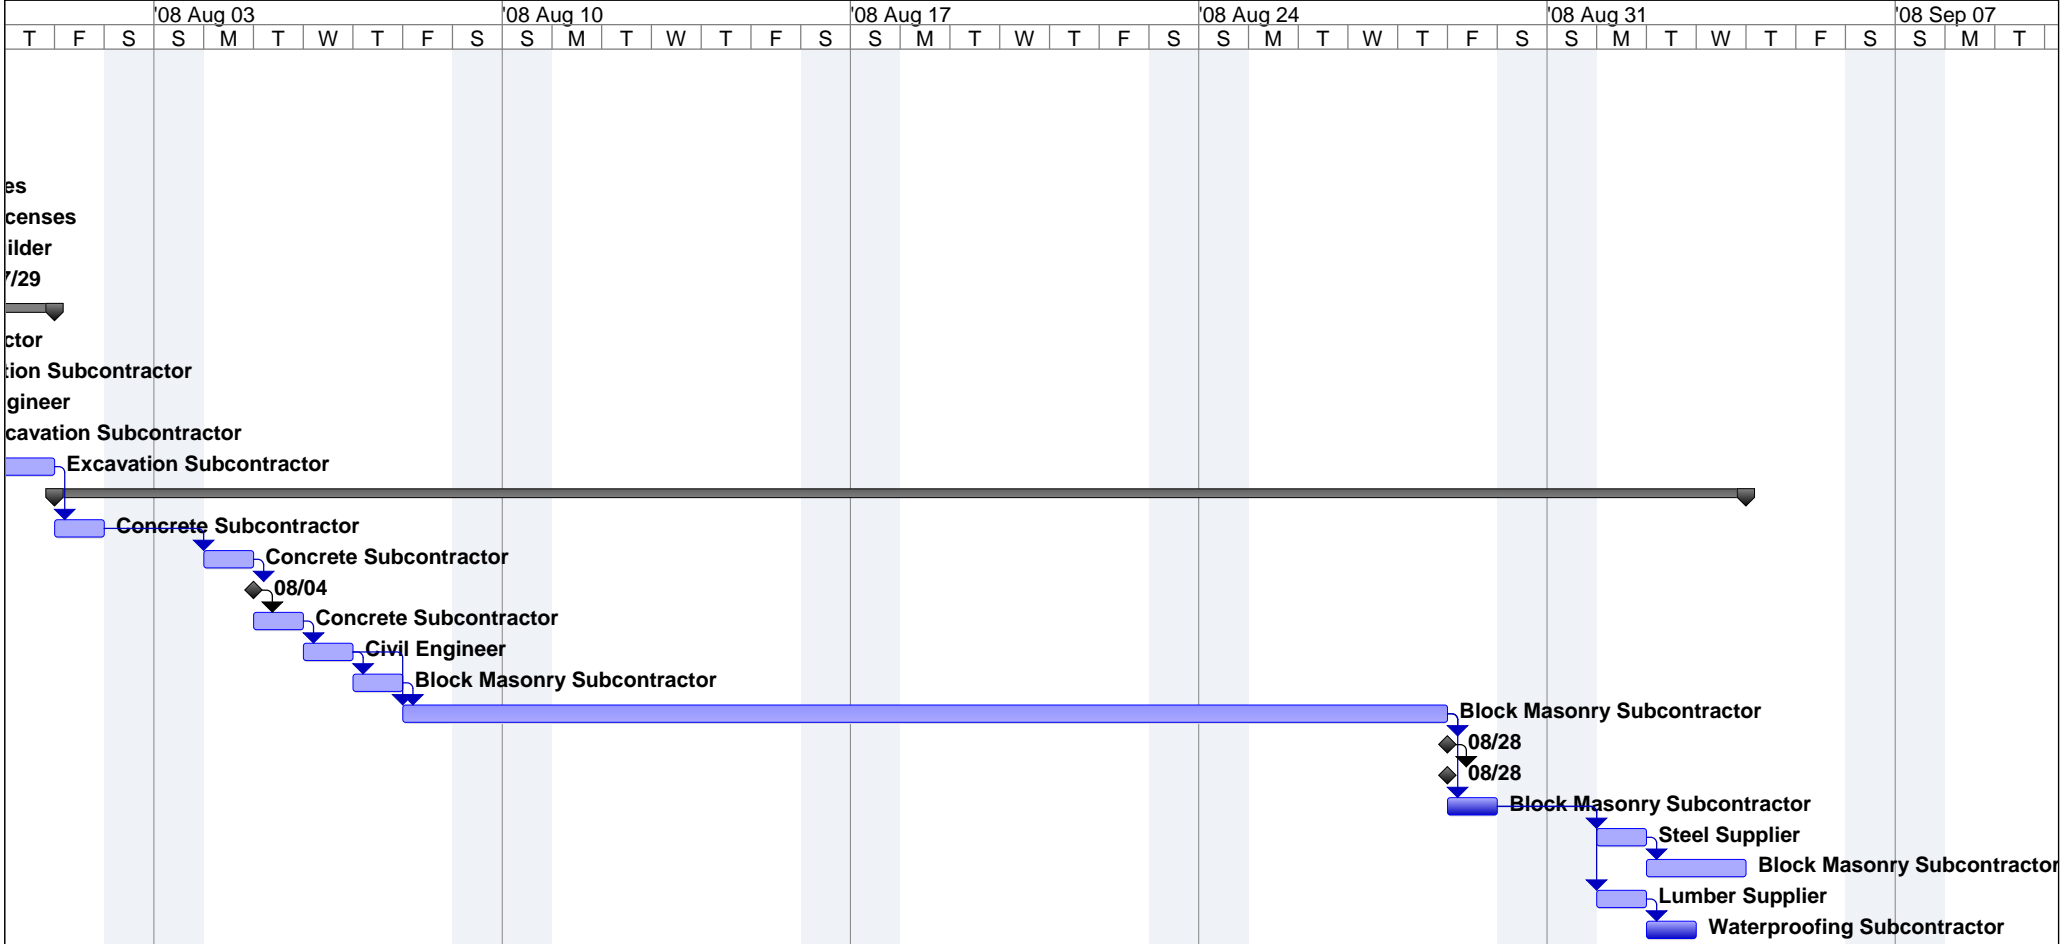 '08 Aug 03 '08 Aug 10 '08 Aug 17 '08 Aug 24 '08 Aug 31 '08 Sep 07
T F S S M T W T F S S M T W T F S S M T W T F S S M T W T F S S M T W T F S S M T
es
censes
ilder
7/29
ctor
tion Subcontractor
gineer
cavation Subcontractor
Excavation Subcontractor
Concrete Subcontractor
Concrete Subcontractor
08/04
Concrete Subcontractor
Civil Engineer
Block Masonry Subcontractor
Block Masonry Subcontractor
08/28
08/28
Block Masonry Subcontractor
Steel Supplier
Block Masonry Subcontractor
Lumber Supplier
Waterproofing Subcontractor